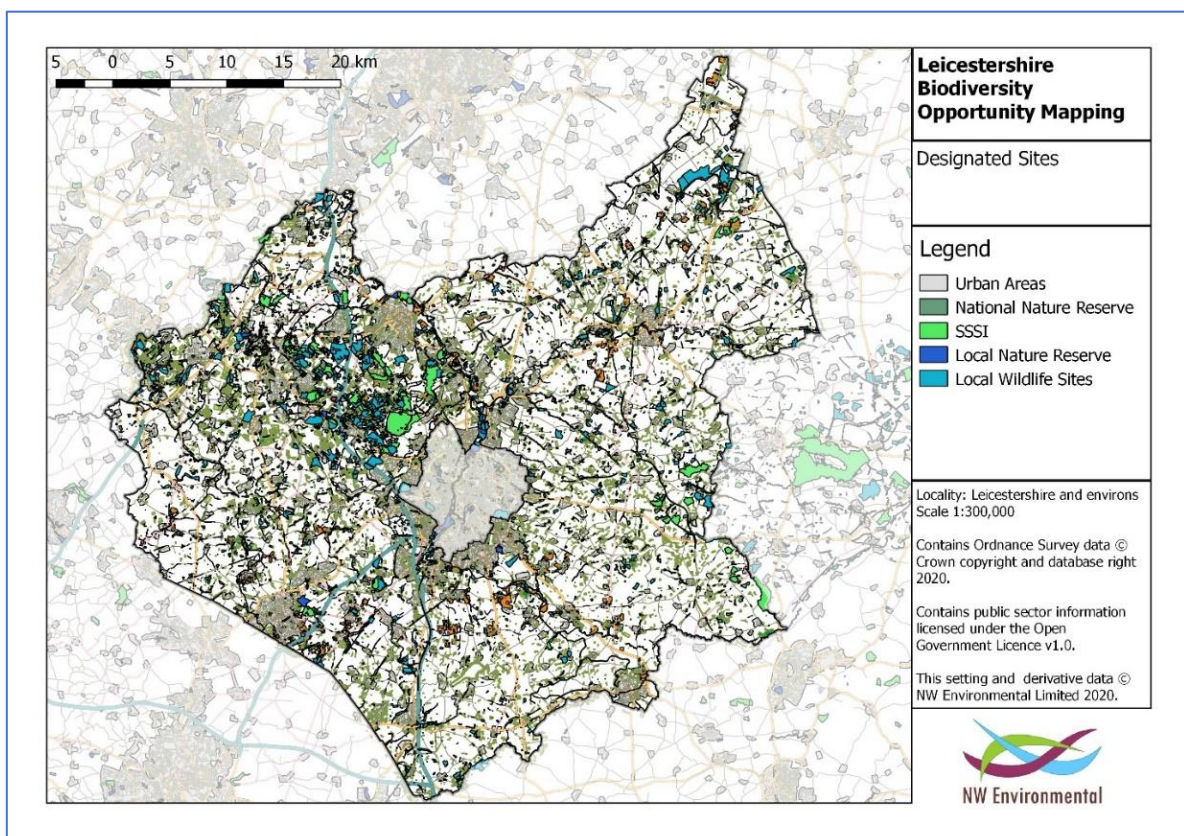 5 0 5 10 15 20 km
Leicestershire
Biodiversity
Opportunity Mapping
Designated Sites
Legend
Urban Areas
National Nature Reserve
SSSI
Local Nature Reserve
Local Wildlife Sites
Locality: Leicestershire and environs
Scale 1:300,000
Contains Ordnance Survey data ©
Crown copyright and database right
2020.
Contains public sector information
licensed under the Open
Government Licence v1.0.
This setting and derivative data ©
NW Environmental Limited 2020.
NW Environmental